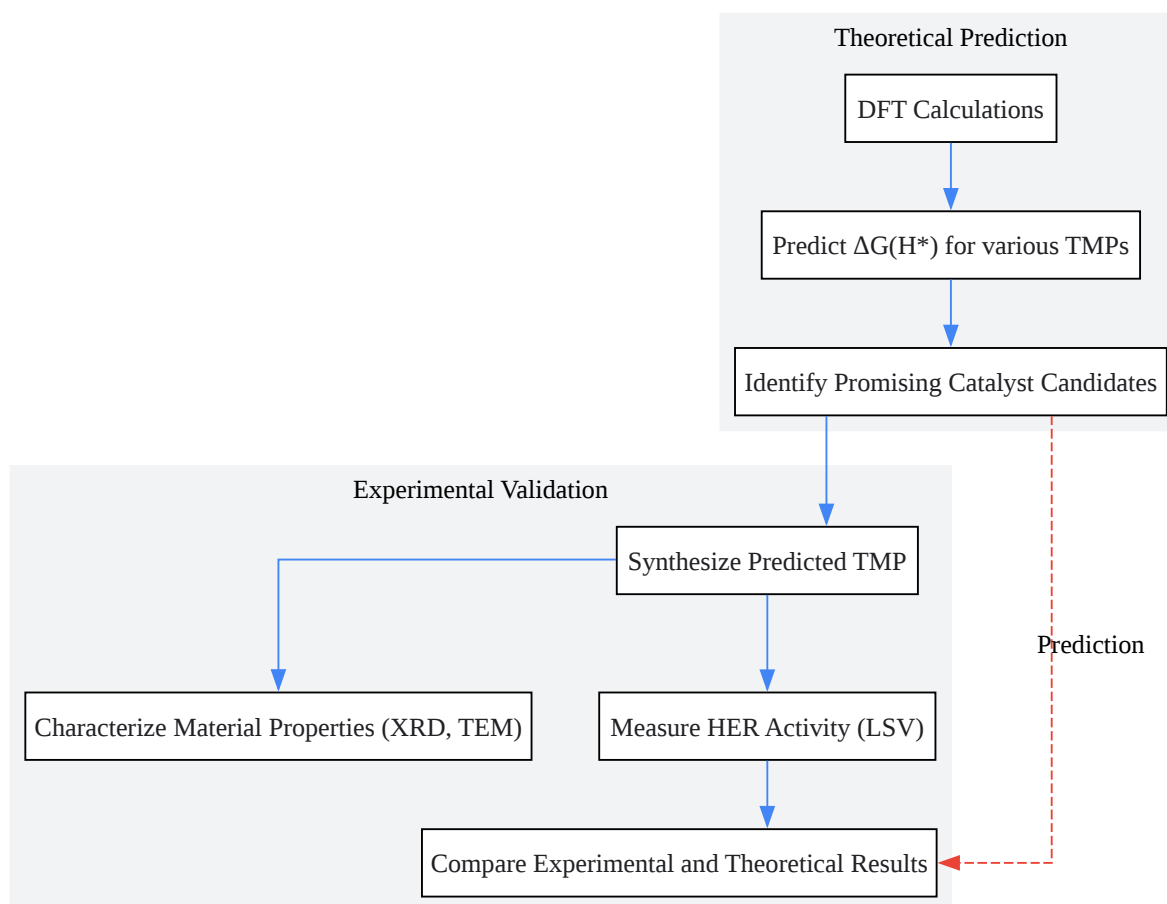 Theoretical Prediction
DFT Calculations
Predict ΔG(H*) for various TMPs
Identify Promising Catalyst Candidates
Experimental Validation
Synthesize Predicted TMP
Prediction
Characterize Material Properties (XRD, TEM)
Measure HER Activity (LSV)
Compare Experimental and Theoretical Results